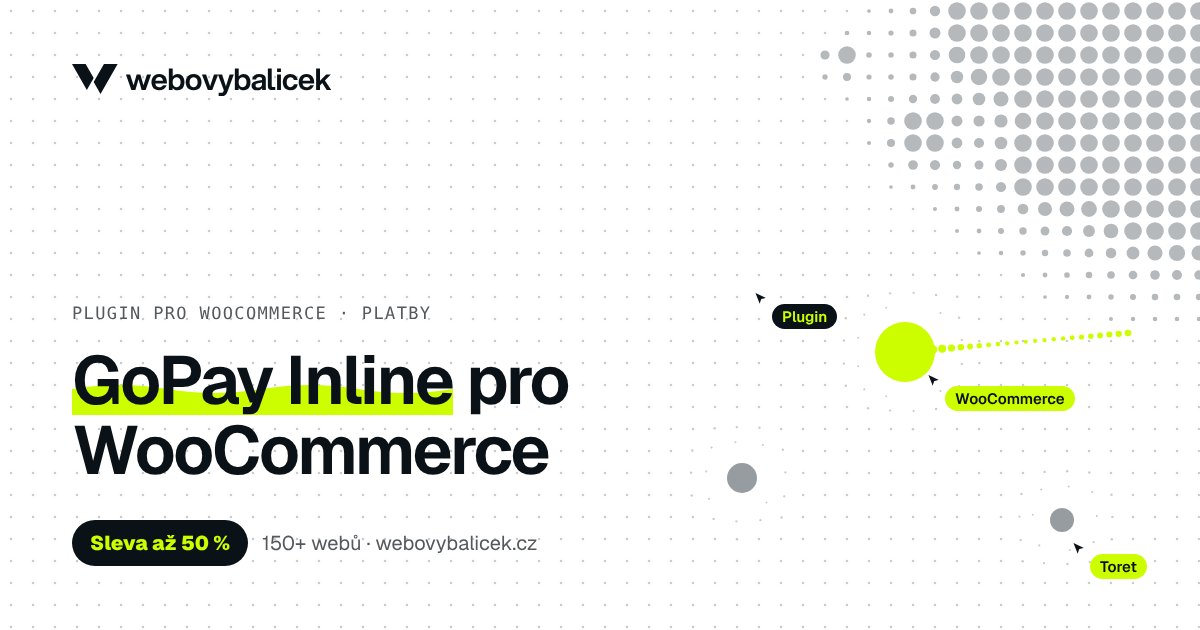 webovybalicek
PLUGIN PRO WOOCOMMERCE · PLATBY
GoPay Inline pro
WooCommerce
Sleva až 50 %
150+ webů · webovybalicek.cz
Plugin
WooCommerce
Toret